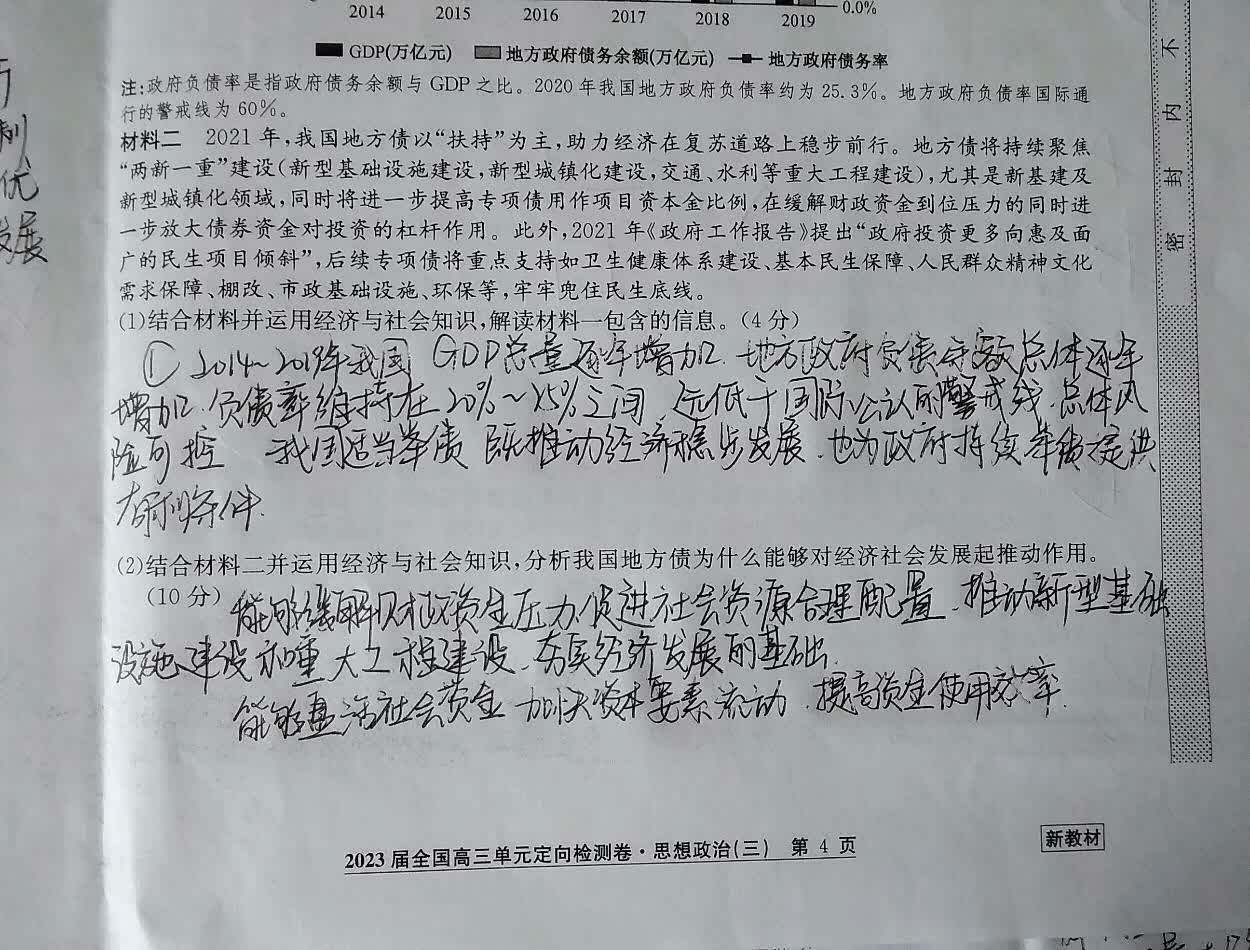 0.0%
2014 2015 2016 2017 2018 2019
GDP(万亿元) 地方政府债务余额(万亿元) 地方政府债务率
注:政府负债率是指政府债务余额与GDP之比。2020年我国地方政府负债率约为25.3%。地方政府负债率国际通
行的警戒线为60%。
材料二 2021年,我国地方债以“扶持”为主,助力经济在复苏道路上稳步前行。地方债将持续聚焦
“两新一重”建设(新型基础设施建设,新型城镇化建设,交通、水利等重大工程建设),尤其是新基建及
新型城镇化领域,同时将进一步提高专项债用作项目资本金比例,在缓解财政资金到位压力的同时进
一步放大债券资金对投资的杠杆作用。此外,2021年《政府工作报告》提出“政府投资更多向惠及面
广的民生项目倾斜”,后续专项债将重点支持如卫生健康体系建设、基本民生保障、人民群众精神文化
需求保障、棚改、市政基础设施、环保等,牢牢兜住民生底线。
(1)结合材料并运用经济与社会知识,解读材料一包含的信息。(4分)
① 2014~2019年我国GDP总量逐年增加,地方政府负债余额总体逐年
增加,负债率维持在20%~25%之间,远低于国际公认的警戒线,总体风
险可控 我国适当举债 既推动经济稳步发展,也为政府持续举债提供
有利条件.
(2)结合材料二并运用经济与社会知识,分析我国地方债为什么能够对经济社会发展起推动作用。
(10分)
能够缓解财政资金压力,促进社会资源合理配置,推动新型基础
设施建设和重大工程建设,夯实经济发展的基础.
能够盘活社会资金 加快资本要素流动,提高资金使用效率.
2023届全国高三单元定向检测卷·思想政治(三) 第4页
新教材
密 封 内 不
制
优
发展